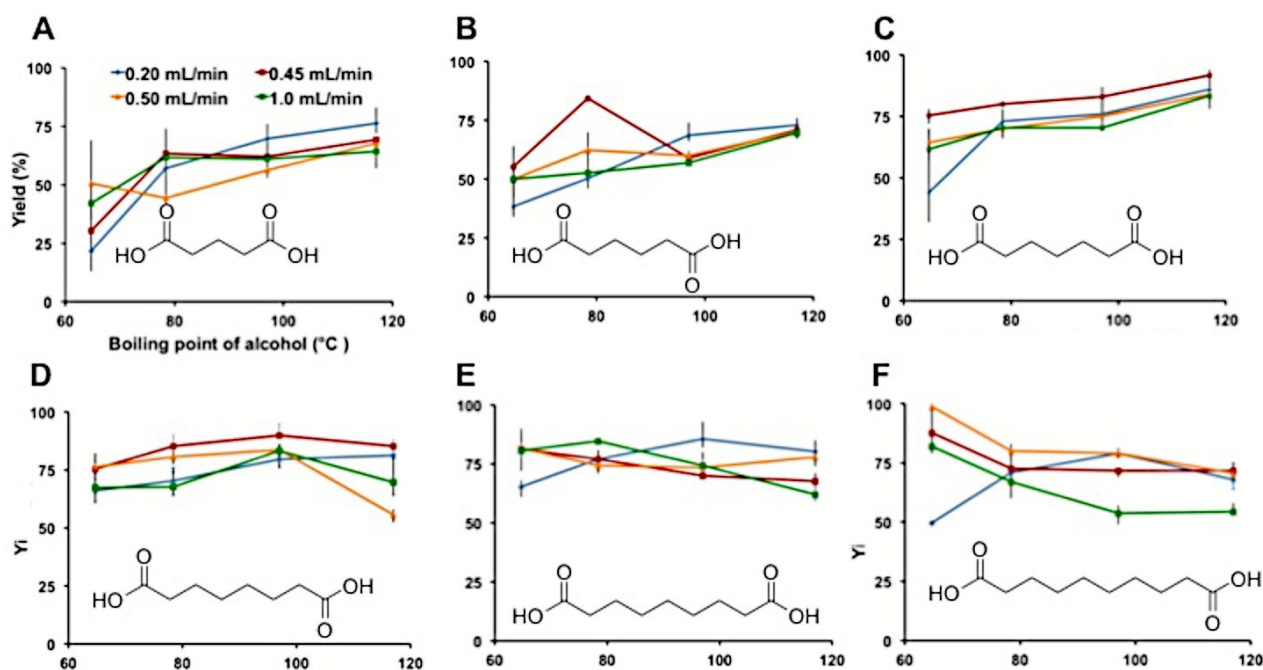 A
B
C
100
75
50
25
0
Yield (%)
0.20 mL/min
0.45 mL/min
0.50 mL/min
1.0 mL/min
O
O
HO
OH
60
80
100
120
Boiling point of alcohol (°C )
100
75
50
25
0
O
HO
OH
O
60
80
100
120
100
75
50
25
0
O
O
HO
OH
60
80
100
120
D
E
F
100
75
50
25
0
Yi
O
HO
OH
O
60
80
100
120
100
75
50
25
0
O
O
HO
OH
60
80
100
120
100
75
50
25
0
Yi
O
HO
OH
O
60
80
100
120